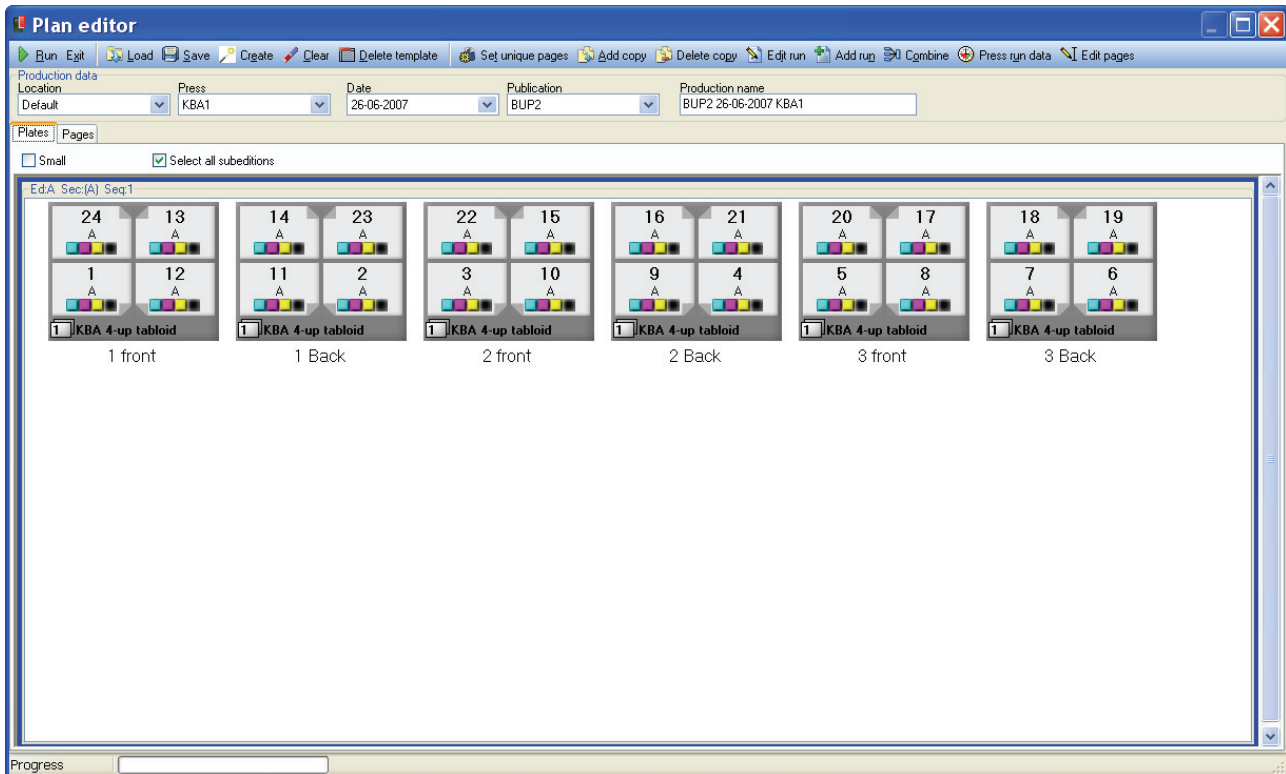 Plan editor
Run Exit Load Save Create Clear Delete template Set unique pages Add copy Delete copy Edit run Add run Combine Press run data Edit pages
Production data
Location Press Date Publication Production name
Default KBA1 26-06-2007 BUP2 BUP2 26-06-2007 KBA1
Plates Pages
Small Select all subeditions
Ed:A Sec:(A) Seq:1
24 13 14 23 22 15 16 21 20 17 18 19
A A A A A A A A A A A A
1 12 11 2 3 10 9 4 5 8 7 6
A A A A A A A A A A A A
1 KBA 4-up tabloid 1 KBA 4-up tabloid 1 KBA 4-up tabloid 1 KBA 4-up tabloid 1 KBA 4-up tabloid 1 KBA 4-up tabloid
1 front 1 Back 2 front 2 Back 3 front 3 Back
Progress